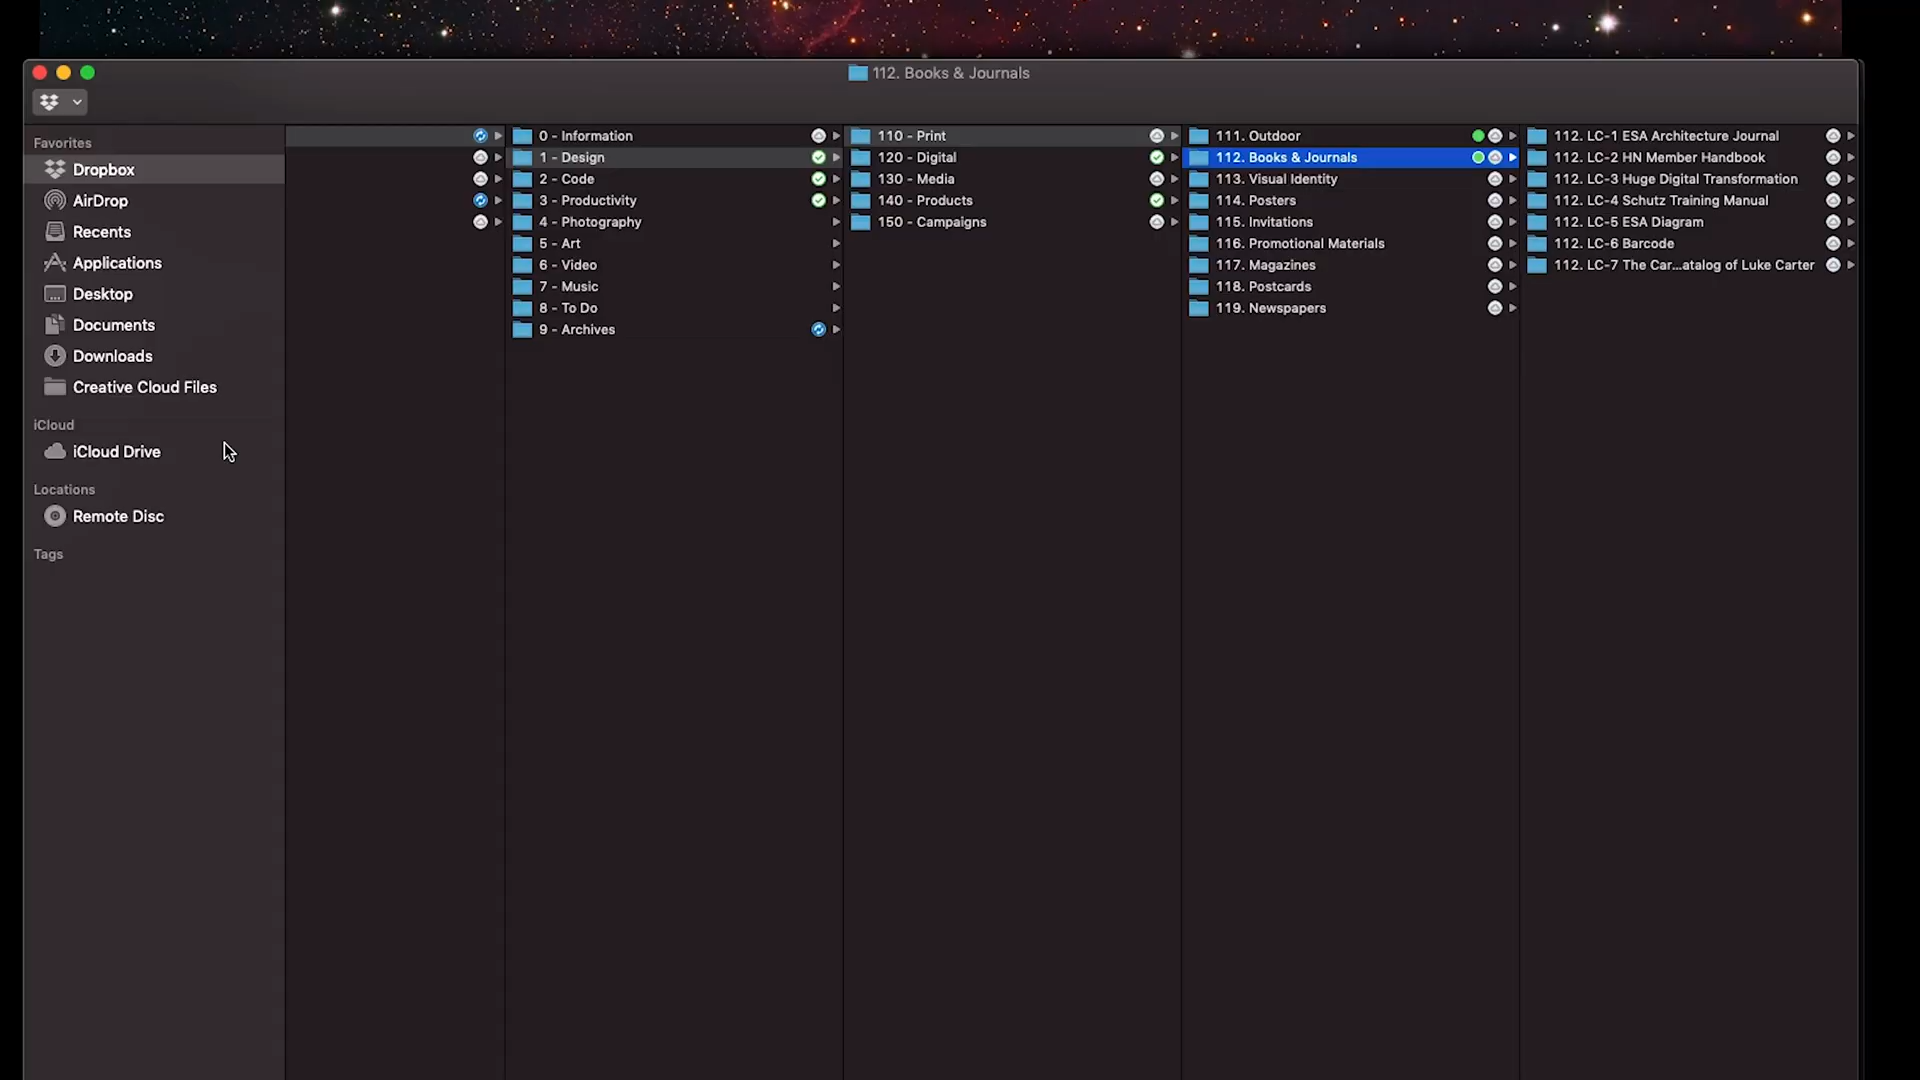 112. Books & Journals
Favorites
Dropbox
AirDrop
Recents
Applications
Desktop
Documents
Downloads
Creative Cloud Files
iCloud
iCloud Drive
Locations
Remote Disc
Tags
0 - Information
1 - Design
2 - Code
3 - Productivity
4 - Photography
5 - Art
6 - Video
7 - Music
8 - To Do
9 - Archives
110 - Print
120 - Digital
130 - Media
140 - Products
150 - Campaigns
111. Outdoor
112. Books & Journals
113. Visual Identity
114. Posters
115. Invitations
116. Promotional Materials
117. Magazines
118. Postcards
119. Newspapers
112. LC-1 ESA Architecture Journal
112. LC-2 HN Member Handbook
112. LC-3 Huge Digital Transformation
112. LC-4 Schutz Training Manual
112. LC-5 ESA Diagram
112. LC-6 Barcode
112. LC-7 The Car...atalog of Luke Carter